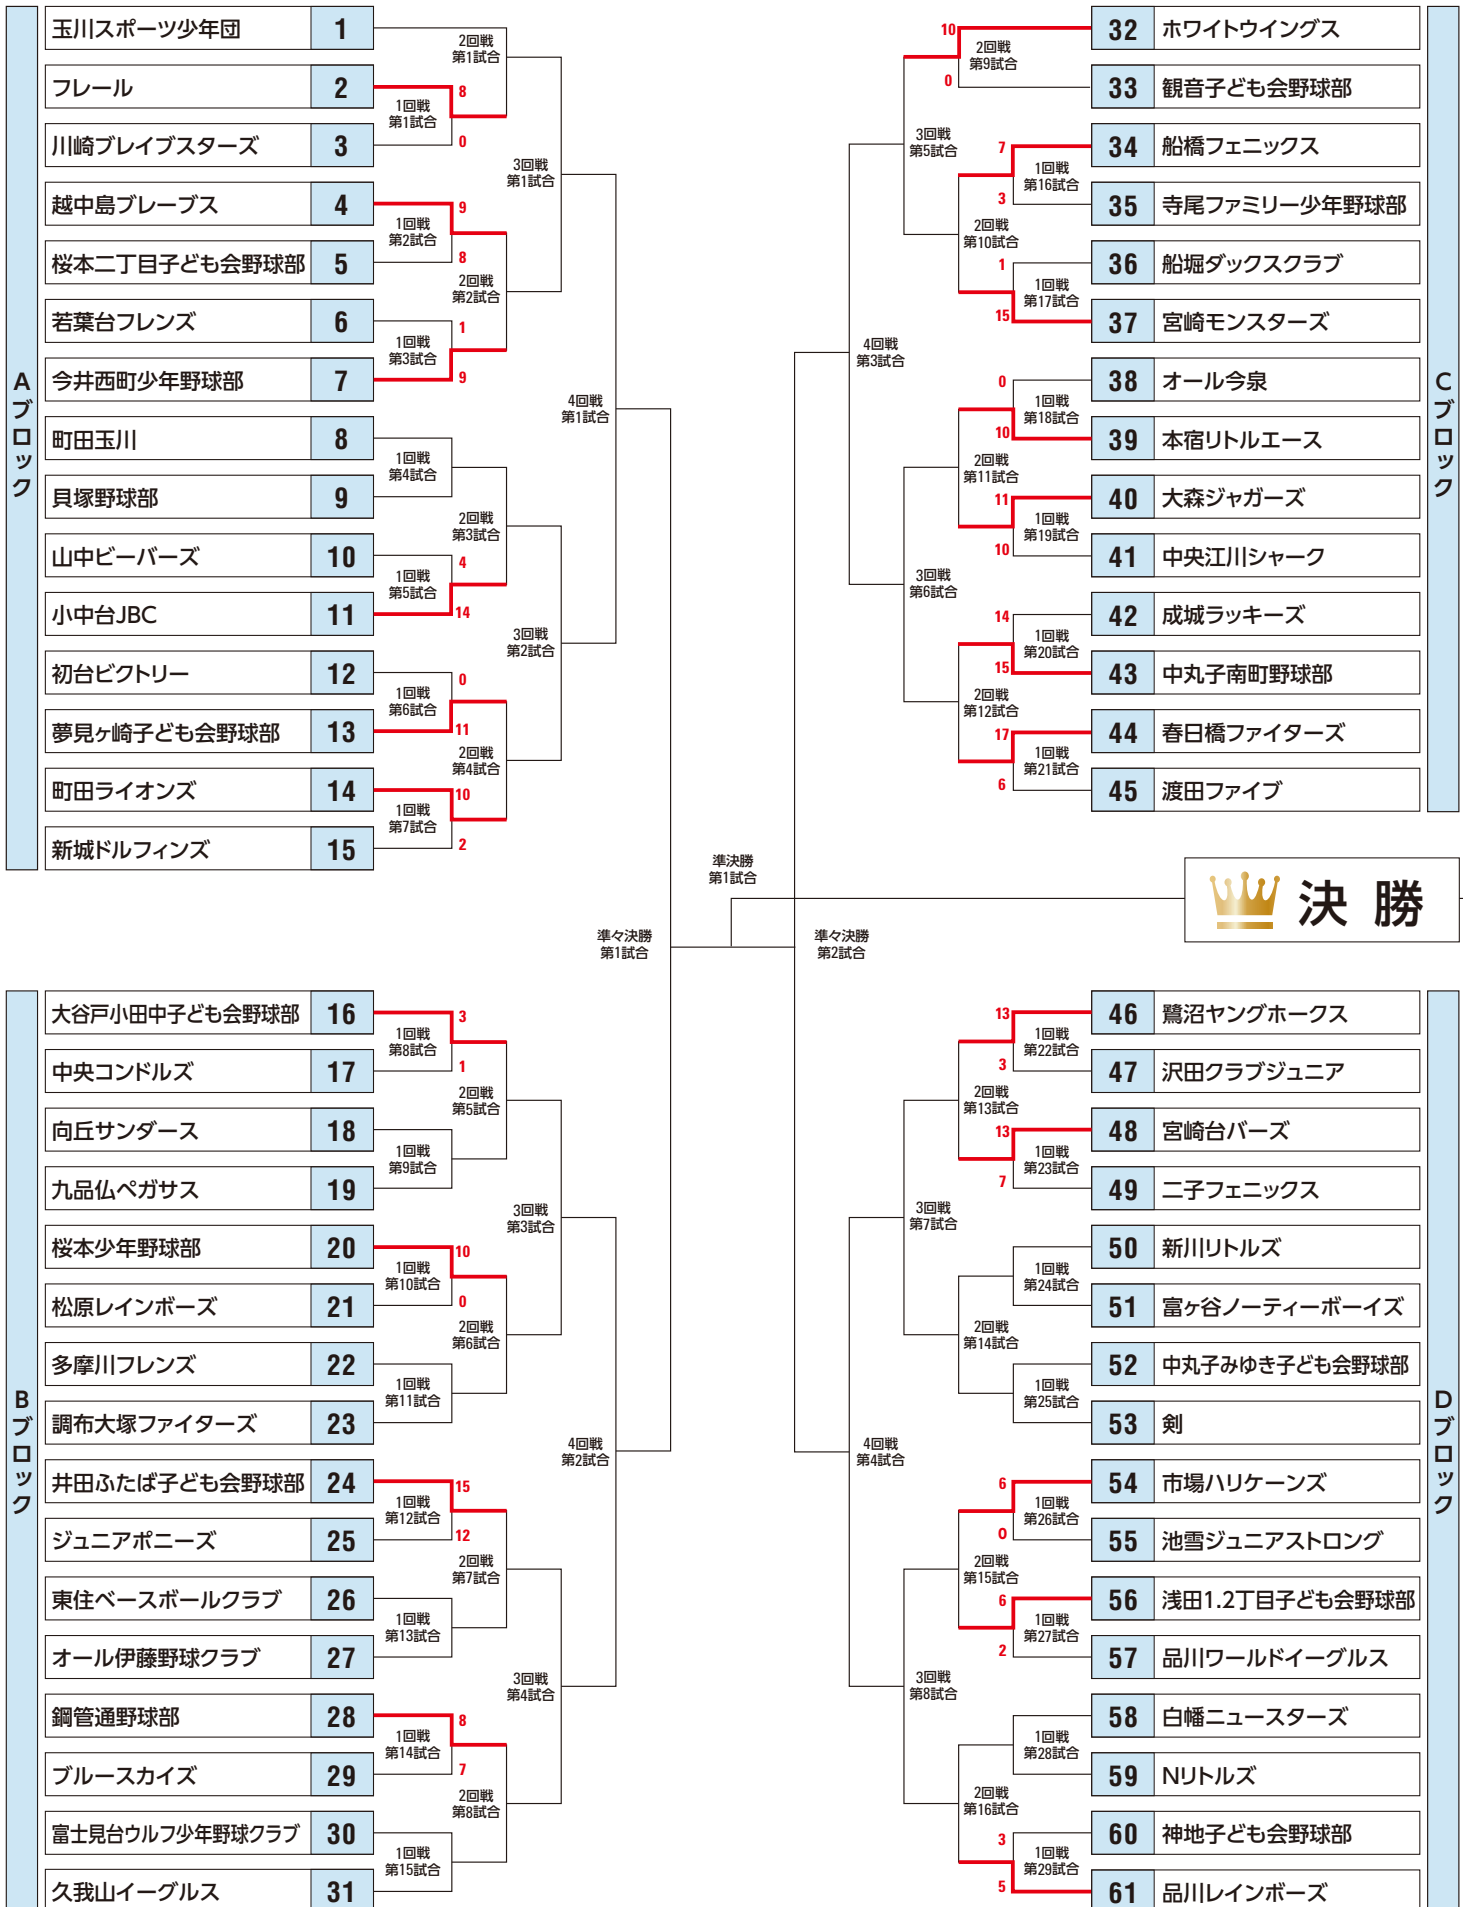 Aブロック
玉川スポーツ少年団 1
フレール 2
川崎ブレイブスターズ 3
越中島ブレーブス 4
桜本二丁目子ども会野球部 5
若葉台フレンズ 6
今井西町少年野球部 7
町田玉川 8
貝塚野球部 9
山中ビーバーズ 10
小中台JBC 11
初台ビクトリー 12
夢見ヶ崎子ども会野球部 13
町田ライオンズ 14
新城ドルフィンズ 15
1回戦
第1試合
8
0
1回戦
第2試合
9
8
1回戦
第3試合
1
9
1回戦
第4試合
1回戦
第5試合
4
14
1回戦
第6試合
0
11
1回戦
第7試合
10
2
2回戦
第1試合
2回戦
第2試合
2回戦
第3試合
2回戦
第4試合
3回戦
第1試合
3回戦
第2試合
4回戦
第1試合
Bブロック
大谷戸小田中子ども会野球部 16
中央コンドルズ 17
向丘サンダース 18
九品仏ペガサス 19
桜本少年野球部 20
松原レインボーズ 21
多摩川フレンズ 22
調布大塚ファイターズ 23
井田ふたば子ども会野球部 24
ジュニアポニーズ 25
東住ベースボールクラブ 26
オール伊藤野球クラブ 27
鋼管通野球部 28
ブルースカイズ 29
富士見台ウルフ少年野球クラブ 30
久我山イーグルス 31
1回戦
第8試合
3
1
1回戦
第9試合
1回戦
第10試合
10
0
1回戦
第11試合
1回戦
第12試合
15
12
1回戦
第13試合
1回戦
第14試合
8
7
1回戦
第15試合
2回戦
第5試合
2回戦
第6試合
2回戦
第7試合
2回戦
第8試合
3回戦
第3試合
3回戦
第4試合
4回戦
第2試合
準々決勝
第1試合
準決勝
第1試合
準々決勝
第2試合
決勝
Cブロック
32 ホワイトウイングス
33 観音子ども会野球部
34 船橋フェニックス
35 寺尾ファミリー少年野球部
36 船堀ダックスクラブ
37 宮崎モンスターズ
38 オール今泉
39 本宿リトルエース
40 大森ジャガーズ
41 中央江川シャーク
42 成城ラッキーズ
43 中丸子南町野球部
44 春日橋ファイターズ
45 渡田ファイブ
10
0
2回戦
第9試合
7
3
1回戦
第16試合
1
15
1回戦
第17試合
0
10
1回戦
第18試合
11
10
1回戦
第19試合
14
15
1回戦
第20試合
17
6
1回戦
第21試合
2回戦
第10試合
2回戦
第11試合
2回戦
第12試合
3回戦
第5試合
3回戦
第6試合
4回戦
第3試合
Dブロック
46 鷺沼ヤングホークス
47 沢田クラブジュニア
48 宮崎台バーズ
49 二子フェニックス
50 新川リトルズ
51 富ヶ谷ノーティーボーイズ
52 中丸子みゆき子ども会野球部
53 剣
54 市場ハリケーンズ
55 池雪ジュニアストロング
56 浅田1.2丁目子ども会野球部
57 品川ワールドイーグルス
58 白幡ニュースターズ
59 Nリトルズ
60 神地子ども会野球部
61 品川レインボーズ
13
3
1回戦
第22試合
13
7
1回戦
第23試合
1回戦
第24試合
1回戦
第25試合
6
0
1回戦
第26試合
6
2
1回戦
第27試合
1回戦
第28試合
3
5
1回戦
第29試合
2回戦
第13試合
2回戦
第14試合
2回戦
第15試合
2回戦
第16試合
3回戦
第7試合
3回戦
第8試合
4回戦
第4試合